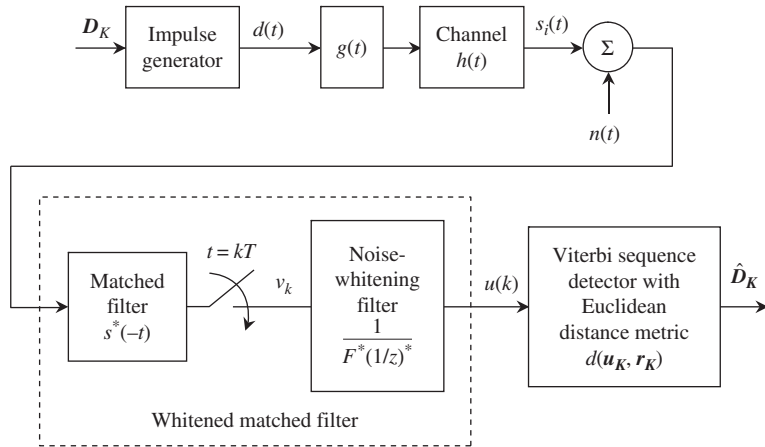 D_K
Impulse
generator
d(t)
g(t)
Channel
h(t)
s_i(t)
Σ
n(t)
Matched
filter
s*(–t)
t = kT
v_k
Noise-
whitening
filter
1
F*(1/z)*
u(k)
Viterbi sequence
detector with
Euclidean
distance metric
d(u_K, r_K)
D̂_K
Whitened matched filter